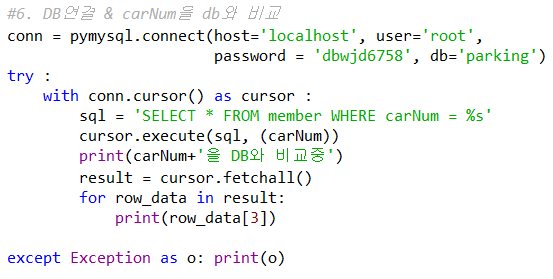 #6. DB연결 & carNum을 db와 비교
conn = pymysql.connect(host='localhost', user='root',
                       password = 'dbwjd6758', db='parking')
try :
    with conn.cursor() as cursor :
        sql = 'SELECT * FROM member WHERE carNum = %s'
        cursor.execute(sql, (carNum))
        print(carNum+'을 DB와 비교중')
        result = cursor.fetchall()
        for row_data in result:
            print(row_data[3])
except Exception as o: print(o)